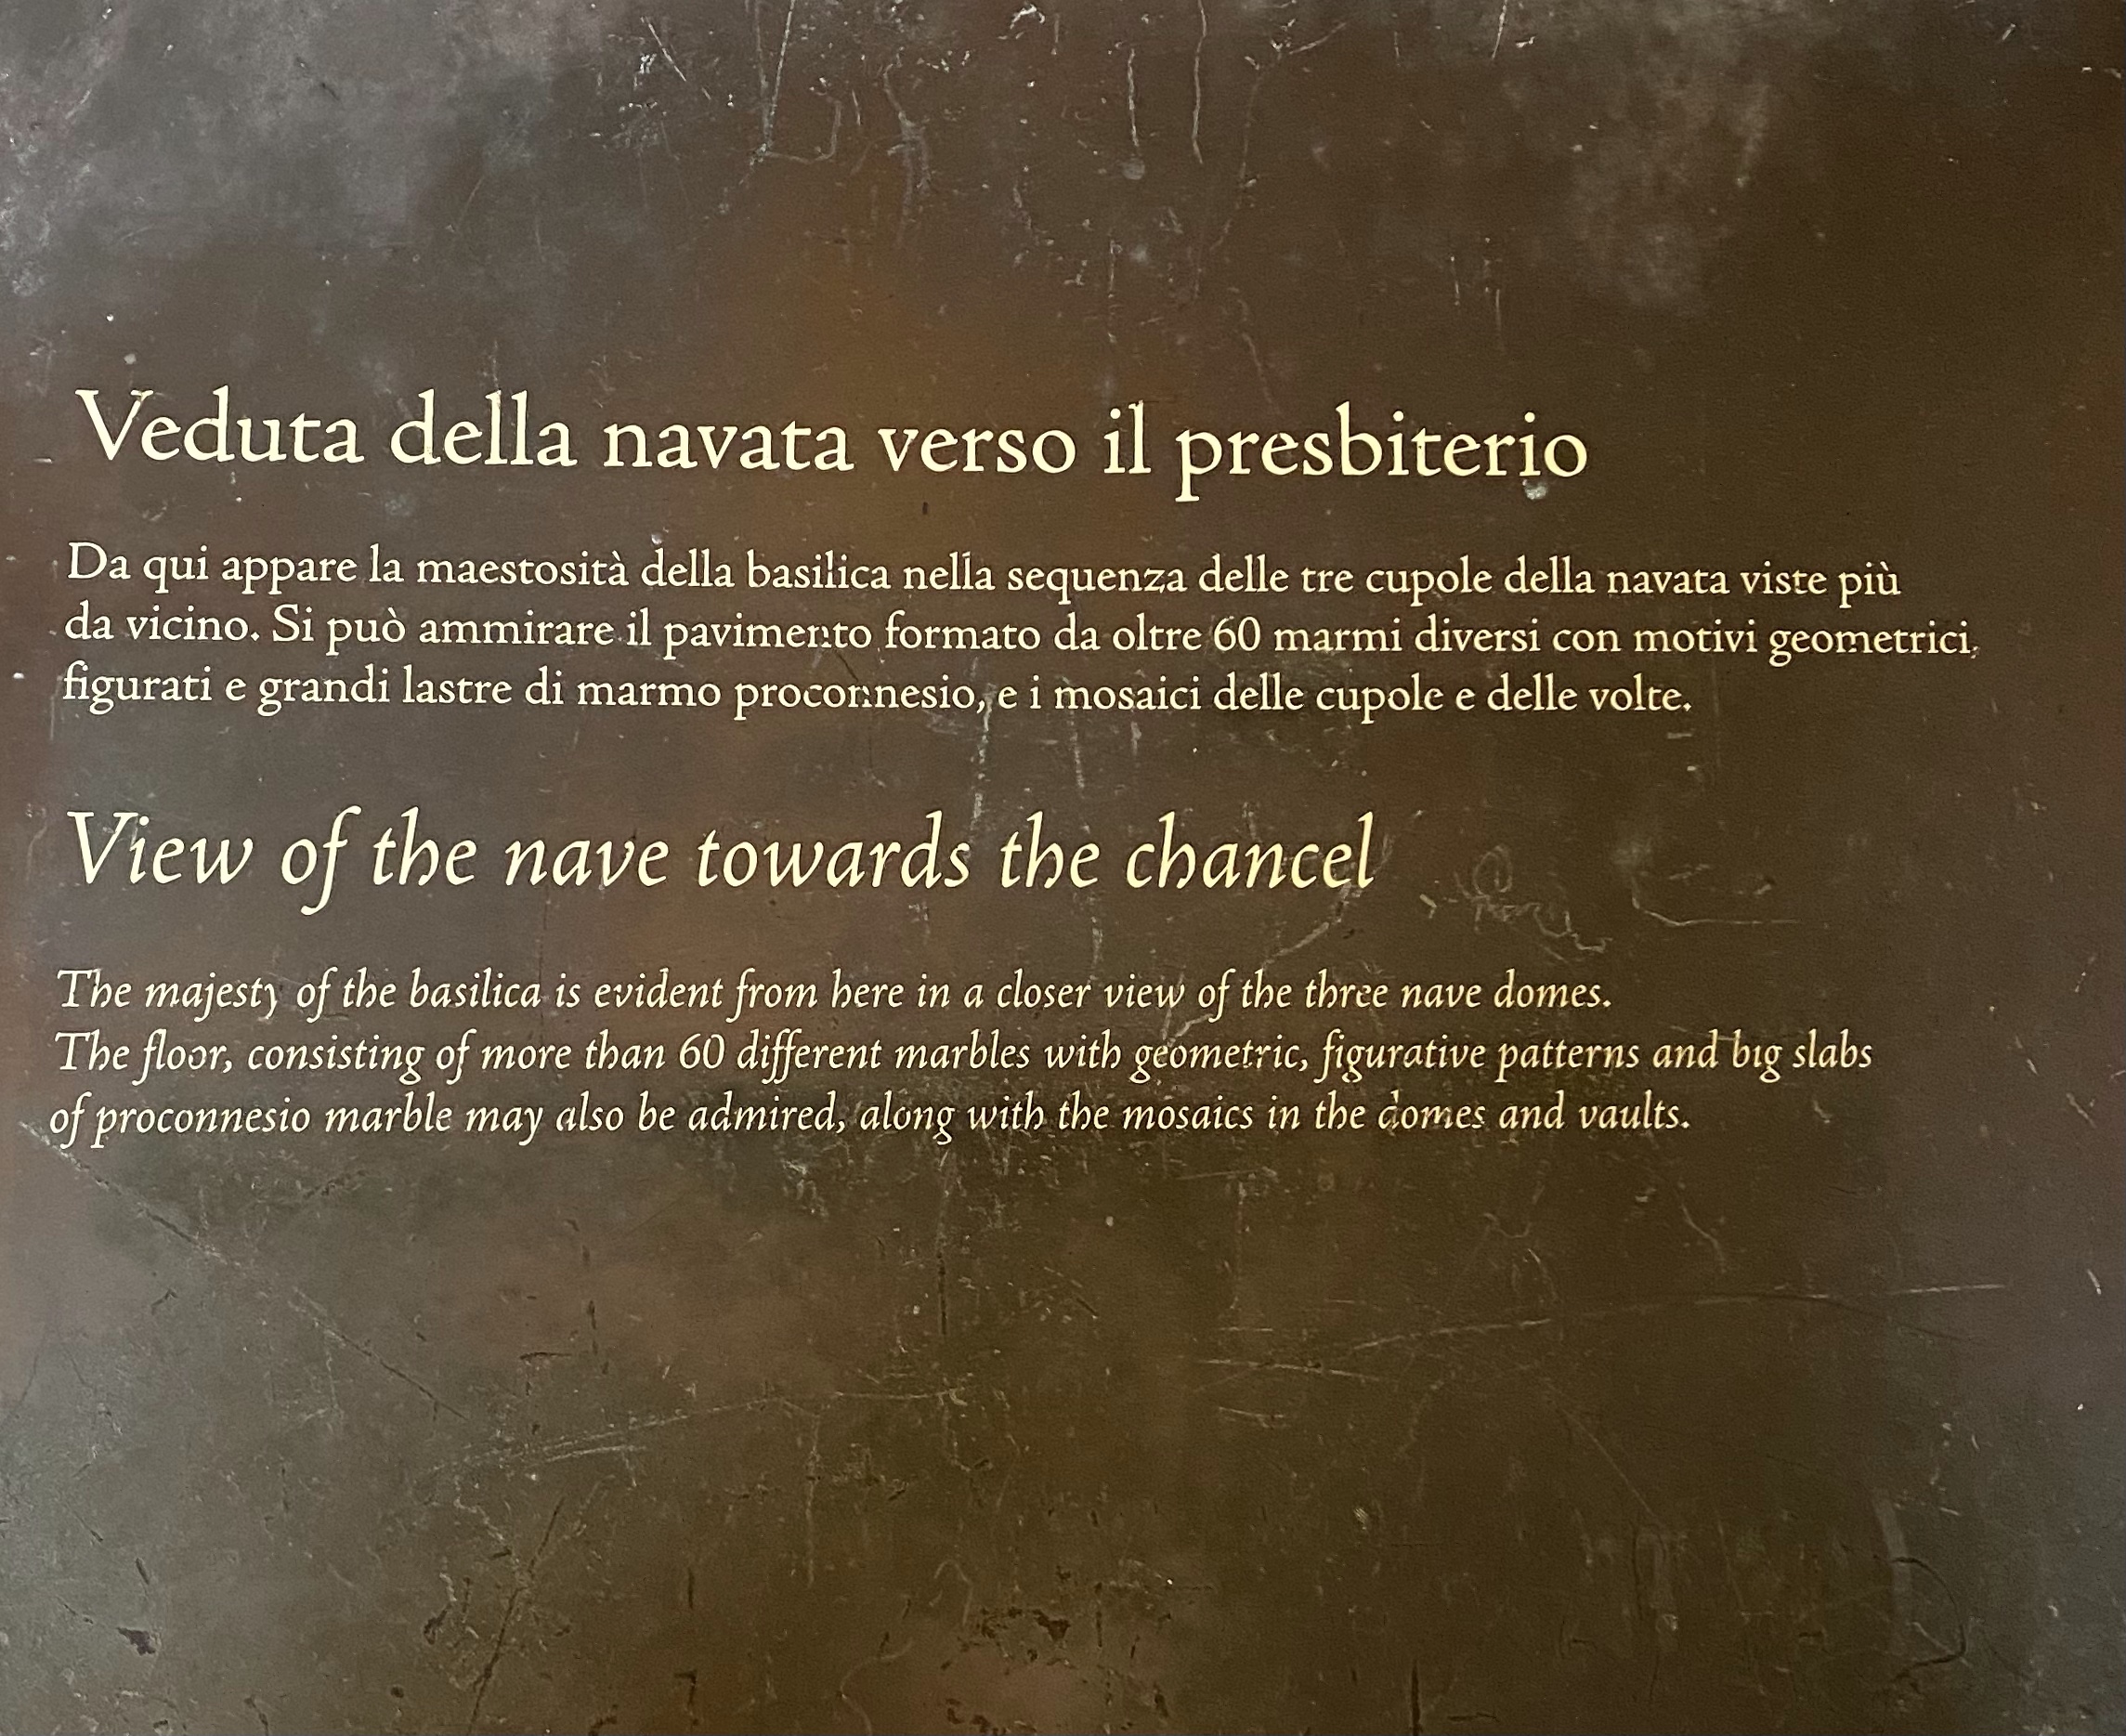 Veduta della navata verso il presbiterio
Da qui appare la maestosità della basilica nella sequenza delle tre cupole della navata viste più
da vicino. Si può ammirare il pavimento formato da oltre 60 marmi diversi con motivi geometrici,
figurati e grandi lastre di marmo proconnesio, e i mosaici delle cupole e delle volte.
View of the nave towards the chancel
The majesty of the basilica is evident from here in a closer view of the three nave domes.
The floor, consisting of more than 60 different marbles with geometric, figurative patterns and big slabs
of proconnesio marble may also be admired, along with the mosaics in the domes and vaults.